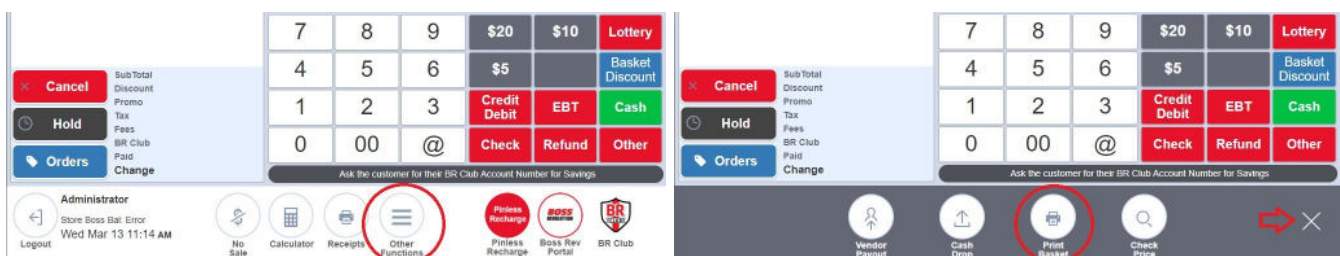 7 8 9 $20 $10 Lottery
4 5 6 $5 Basket Discount
1 2 3 Credit Debit EBT Cash
0 00 @ Check Refund Other
Cancel
Hold
Orders
SubTotal
Discount
Promo
Tax
Fees
BR Club
Paid
Change
Ask the customer for their BR Club Account Number for Savings
Logout
Administrator
Store Boss Bal: Error
Wed Mar 13 11:14 AM
No Sale
Calculator
Receipts
Other Functions
Pinless Recharge
Pinless Recharge
BOSS REVOLUTION
Boss Rev Portal
BR
BR Club
7 8 9 $20 $10 Lottery
4 5 6 $5 Basket Discount
1 2 3 Credit Debit EBT Cash
0 00 @ Check Refund Other
Cancel
Hold
Orders
SubTotal
Discount
Promo
Tax
Fees
BR Club
Paid
Change
Ask the customer for their BR Club Account Number for Savings
Vendor Payout
Cash Drop
Print Basket
Check Price